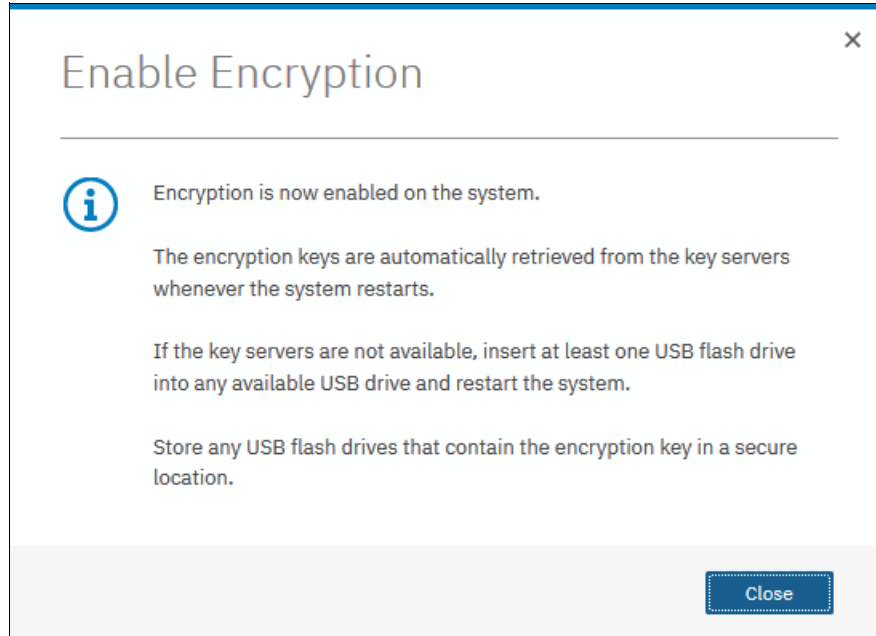 Enable Encryption
Encryption is now enabled on the system.
The encryption keys are automatically retrieved from the key servers
whenever the system restarts.
If the key servers are not available, insert at least one USB flash drive
into any available USB drive and restart the system.
Store any USB flash drives that contain the encryption key in a secure
location.
Close